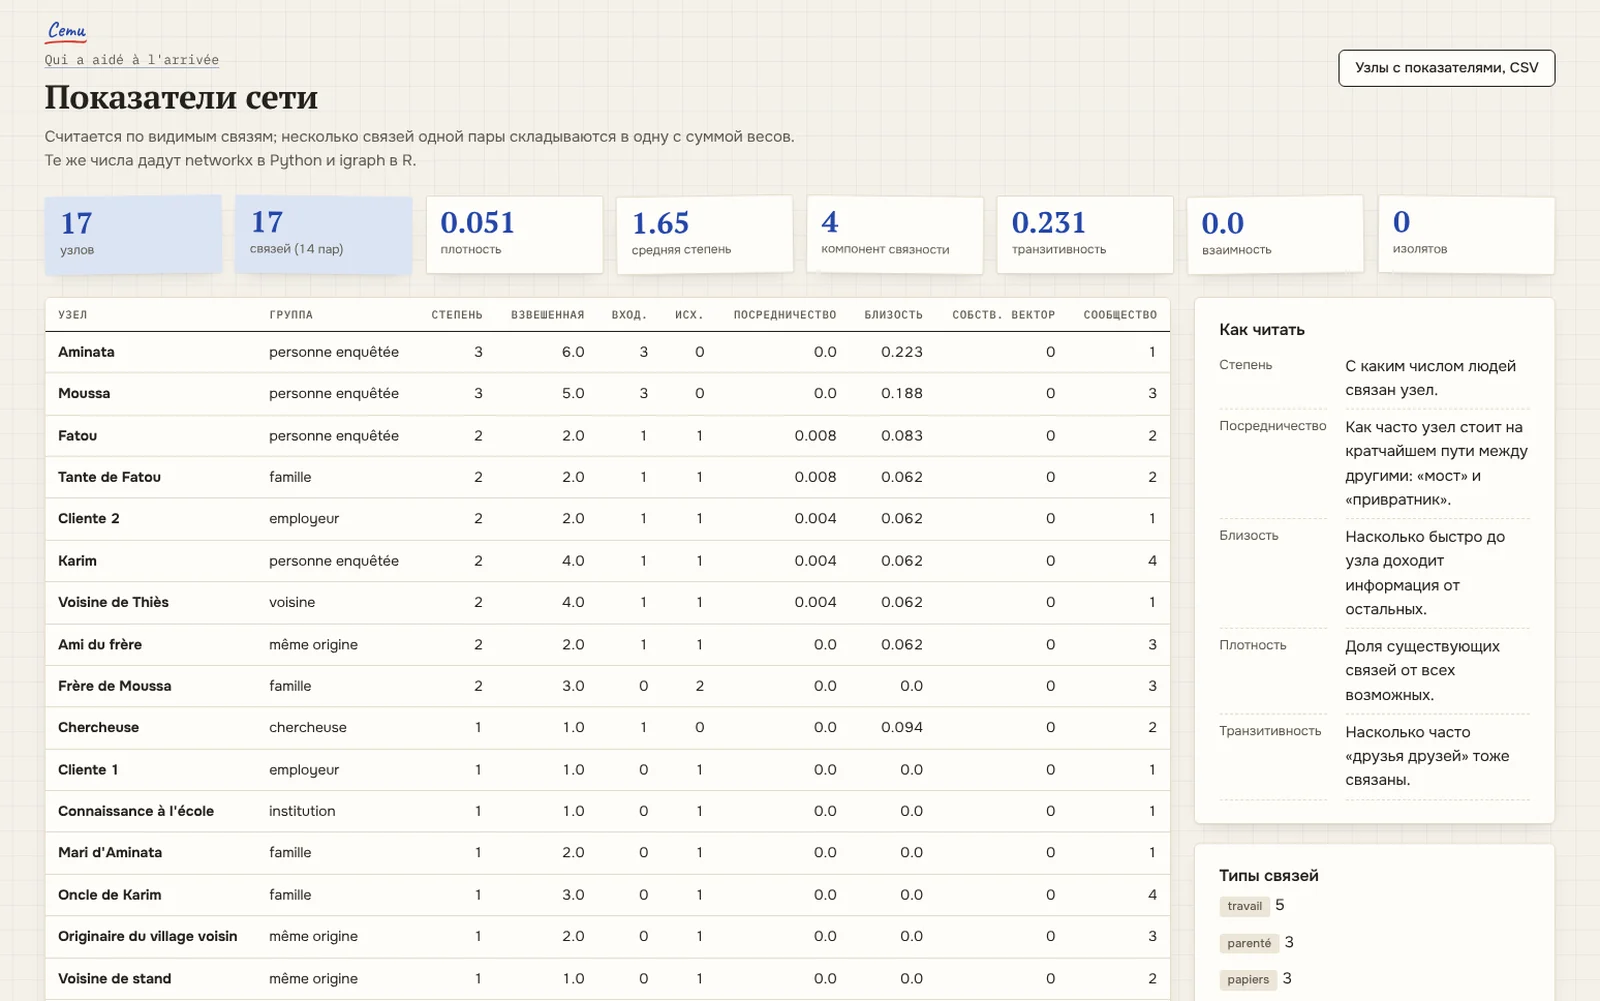 Сети
Qui a aidé à l'arrivée
Показатели сети
Считается по видимым связям; несколько связей одной пары складываются в одну с суммой весов.
Те же числа дадут networkx в Python и igraph в R.
Узлы с показателями, CSV
17
узлов
17
связей (14 пар)
0.051
плотность
1.65
средняя степень
4
компонент связности
0.231
транзитивность
0.0
взаимность
0
изолятов
УЗЕЛ ГРУППА СТЕПЕНЬ ВЗВЕШЕННАЯ ВХОД. ИСХ. ПОСРЕДНИЧЕСТВО БЛИЗОСТЬ СОБСТВ. ВЕКТОР СООБЩЕСТВО
Aminata personne enquêtée 3 6.0 3 0 0.0 0.223 0 1
Moussa personne enquêtée 3 5.0 3 0 0.0 0.188 0 3
Fatou personne enquêtée 2 2.0 1 1 0.008 0.083 0 2
Tante de Fatou famille 2 2.0 1 1 0.008 0.062 0 2
Cliente 2 employeur 2 2.0 1 1 0.004 0.062 0 1
Karim personne enquêtée 2 4.0 1 1 0.004 0.062 0 4
Voisine de Thiès voisine 2 4.0 1 1 0.004 0.062 0 1
Ami du frère même origine 2 2.0 1 1 0.0 0.062 0 3
Frère de Moussa famille 2 3.0 0 2 0.0 0.0 0 3
Chercheuse chercheuse 1 1.0 1 0 0.0 0.094 0 2
Cliente 1 employeur 1 1.0 0 1 0.0 0.0 0 1
Connaissance à l'école institution 1 1.0 0 1 0.0 0.0 0 1
Mari d'Aminata famille 1 2.0 0 1 0.0 0.0 0 1
Oncle de Karim famille 1 3.0 0 1 0.0 0.0 0 4
Originaire du village voisin même origine 1 2.0 0 1 0.0 0.0 0 3
Voisine de stand même origine 1 1.0 0 1 0.0 0.0 0 2
Как читать
Степень С каким числом людей
связан узел.
Посредничество Как часто узел стоит на
кратчайшем пути между
другими: «мост» и
«привратник».
Близость Насколько быстро до
узла доходит
информация от
остальных.
Плотность Доля существующих
связей от всех
возможных.
Транзитивность Насколько часто
«друзья друзей» тоже
связаны.
Типы связей
travail 5
parenté 3
papiers 3